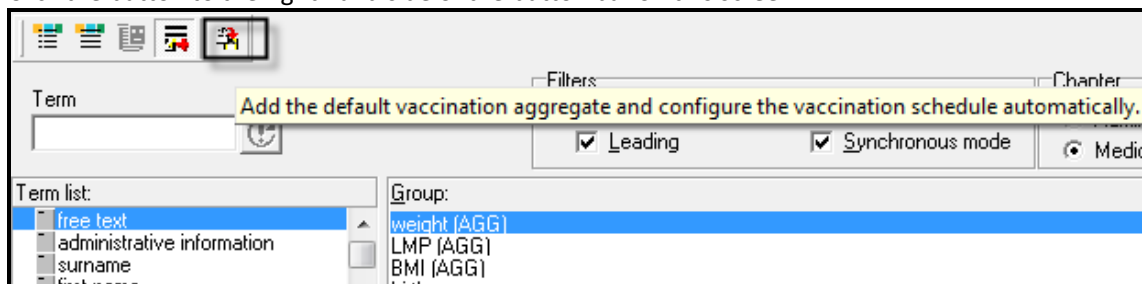 Filters
Chapter
Term
Add the default vaccination aggregate and configure the vaccination schedule automatically.
Leading
Synchronous mode
Term list:
Group:
free text
weight (AGG)
administrative information
LMP (AGG)
surname
BMI (AGG)